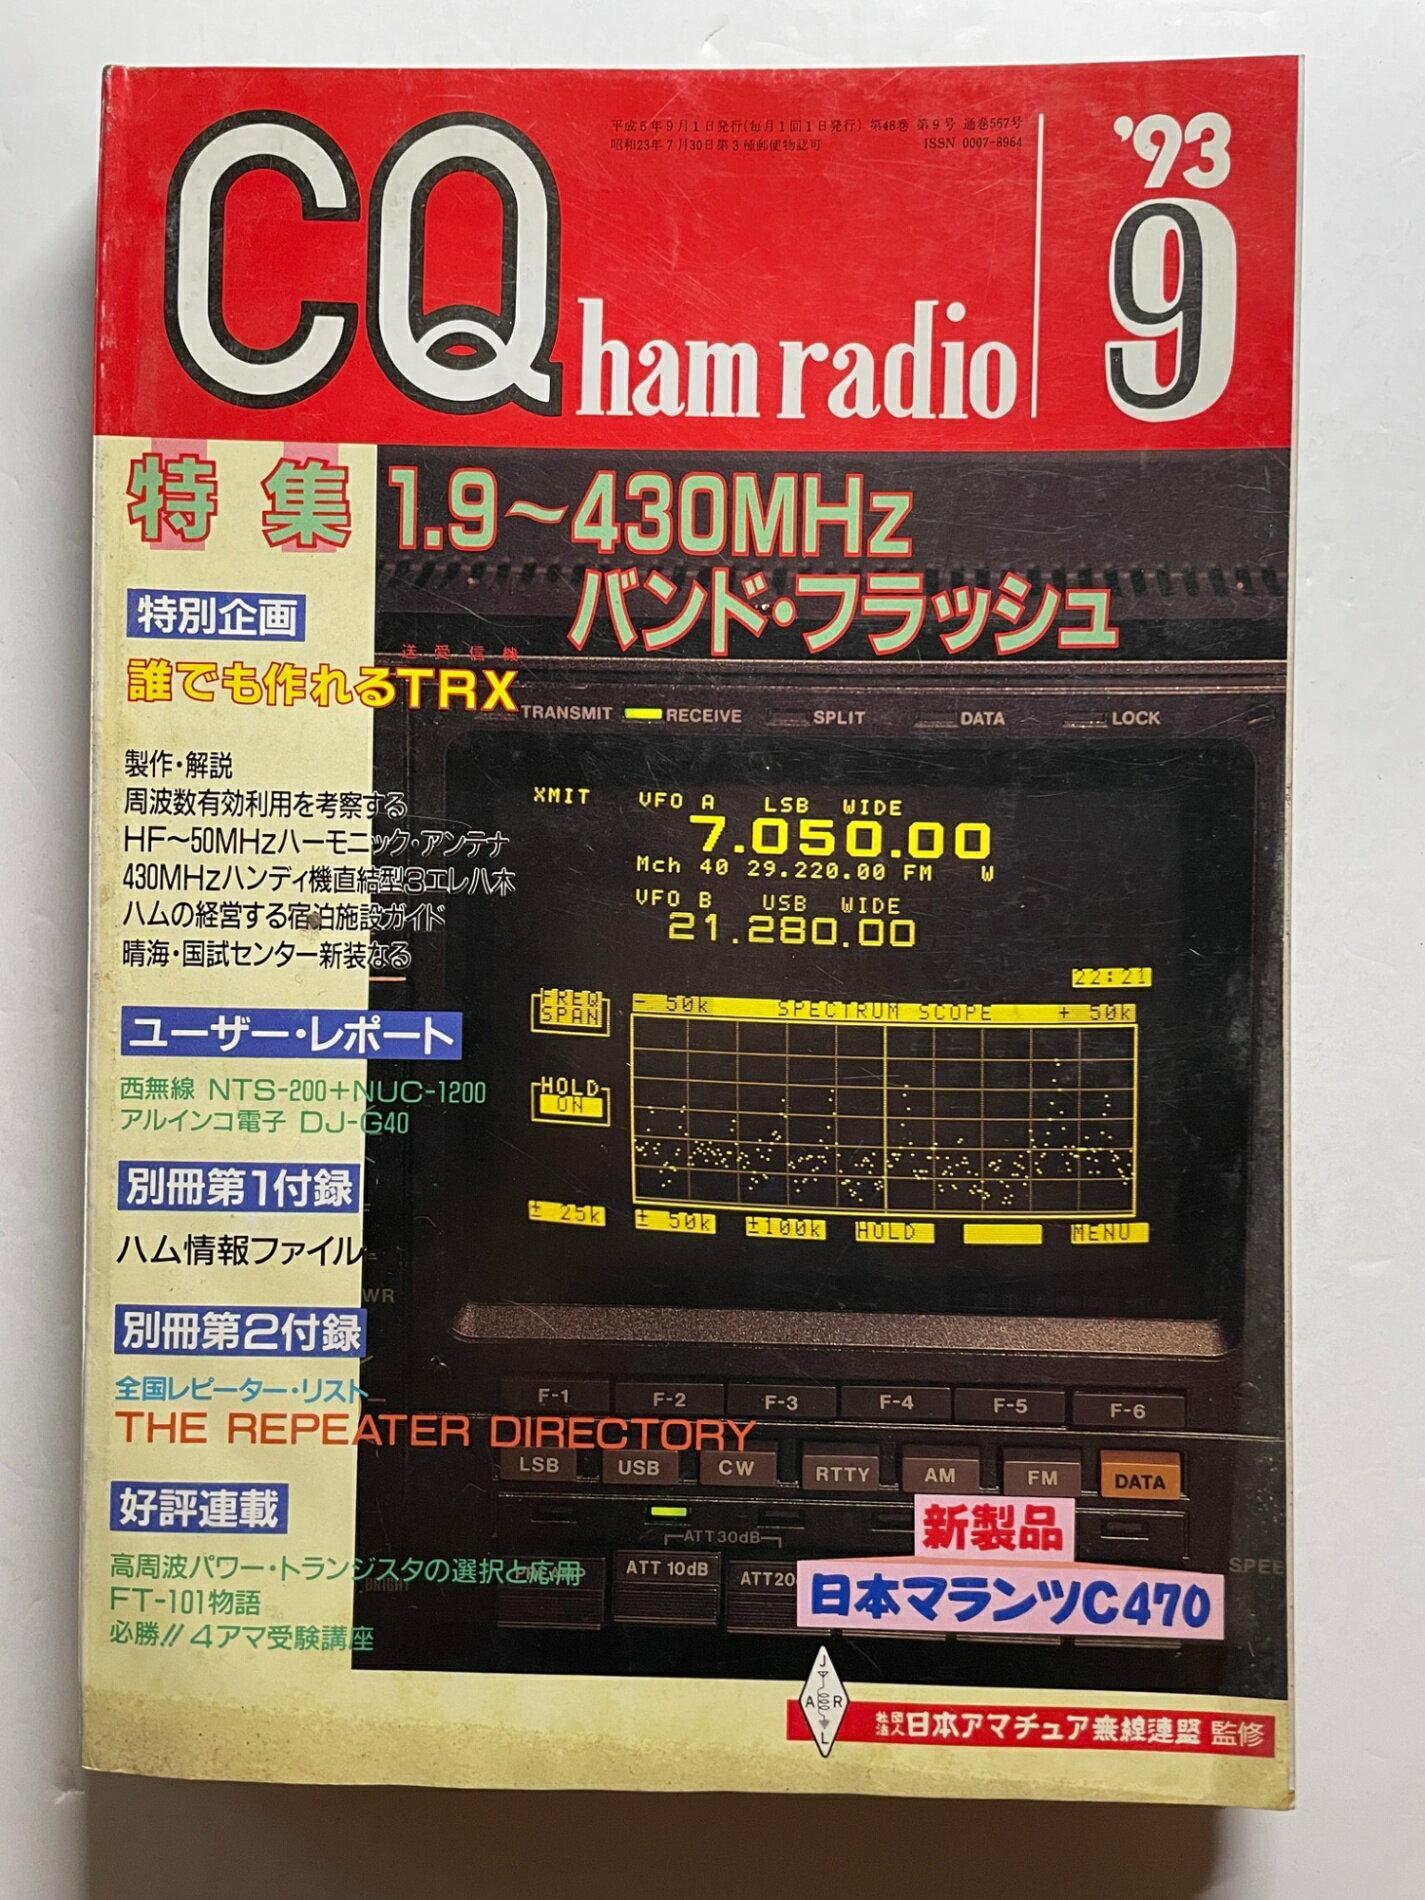 CQ ham radio
平成5年9月1日発行(毎月1回1日発行) 第48巻 第9号 通巻567号
昭和23年7月30日第3種郵便物認可 ISSN 0007-8964
'93
9
特集 1.9～430MHz
バンド・フラッシュ
特別企画
送受信機
誰でも作れるTRX
製作・解説
周波数有効利用を考察する
HF～50MHzハーモニック・アンテナ
430MHzハンディ機直結型3エレ八木
ハムの経営する宿泊施設ガイド
晴海・国試センター新装なる
ユーザー・レポート
西無線 NTS-200+NUC-1200
アルインコ電子 DJ-G40
別冊第1付録
ハム情報ファイル
別冊第2付録
全国レピーター・リスト
THE REPEATER DIRECTORY
好評連載
高周波パワー・トランジスタの選択と応用
FT-101物語
必勝!! 4アマ受験講座
TRANSMIT RECEIVE SPLIT DATA LOCK
XMIT VFO A LSB WIDE
7.050.00
Mch 40 29.220.00 FM W
VFO B USB WIDE
21.280.00
22:21
FREQ SPAN
- 50k SPECTRUM SCOPE + 50k
HOLD
ON
± 25k ± 50k ±100k HOLD MENU
WR
F-1 F-2 F-3 F-4 F-5 F-6
LSB USB CW RTTY AM FM DATA
ATT30dB
ATT 10dB ATT20
BRIGHT
SPEE
新製品
日本マランツC470
JARL
社団法人日本アマチュア無線連盟 監修